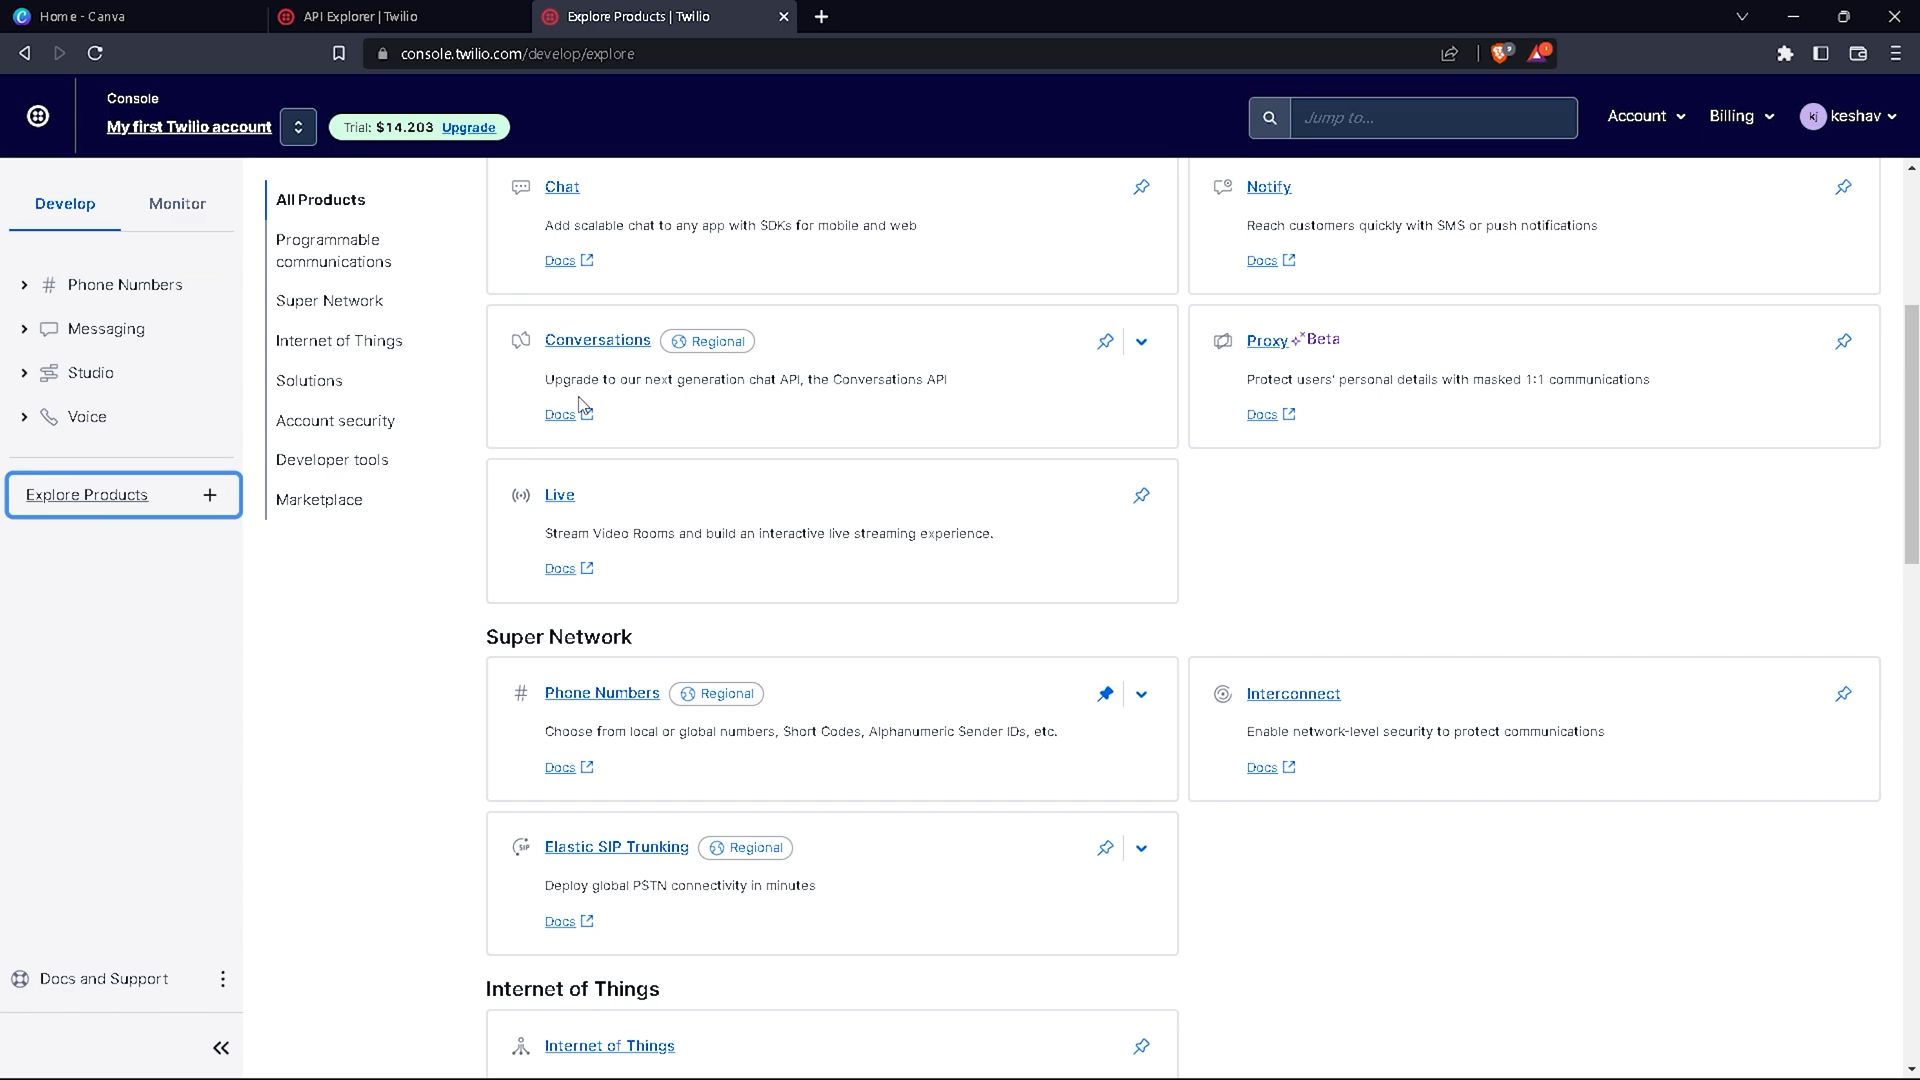 Home - Canva
API Explorer | Twilio
Explore Products | Twilio
console.twilio.com/develop/explore
Console
My first Twilio account
Trial: $14.203 Upgrade
Jump to...
Account
Billing
kj
keshav
Develop
Monitor
Phone Numbers
Messaging
Studio
Voice
Explore Products
Docs and Support
All Products
Programmable
communications
Super Network
Internet of Things
Solutions
Account security
Developer tools
Marketplace
Chat
Add scalable chat to any app with SDKs for mobile and web
Docs
Notify
Reach customers quickly with SMS or push notifications
Docs
Conversations
Regional
Upgrade to our next generation chat API, the Conversations API
Docs
Proxy Beta
Protect users' personal details with masked 1:1 communications
Docs
Live
Stream Video Rooms and build an interactive live streaming experience.
Docs
Super Network
Phone Numbers
Regional
Choose from local or global numbers, Short Codes, Alphanumeric Sender IDs, etc.
Docs
Interconnect
Enable network-level security to protect communications
Docs
SIP
Elastic SIP Trunking
Regional
Deploy global PSTN connectivity in minutes
Docs
Internet of Things
Internet of Things